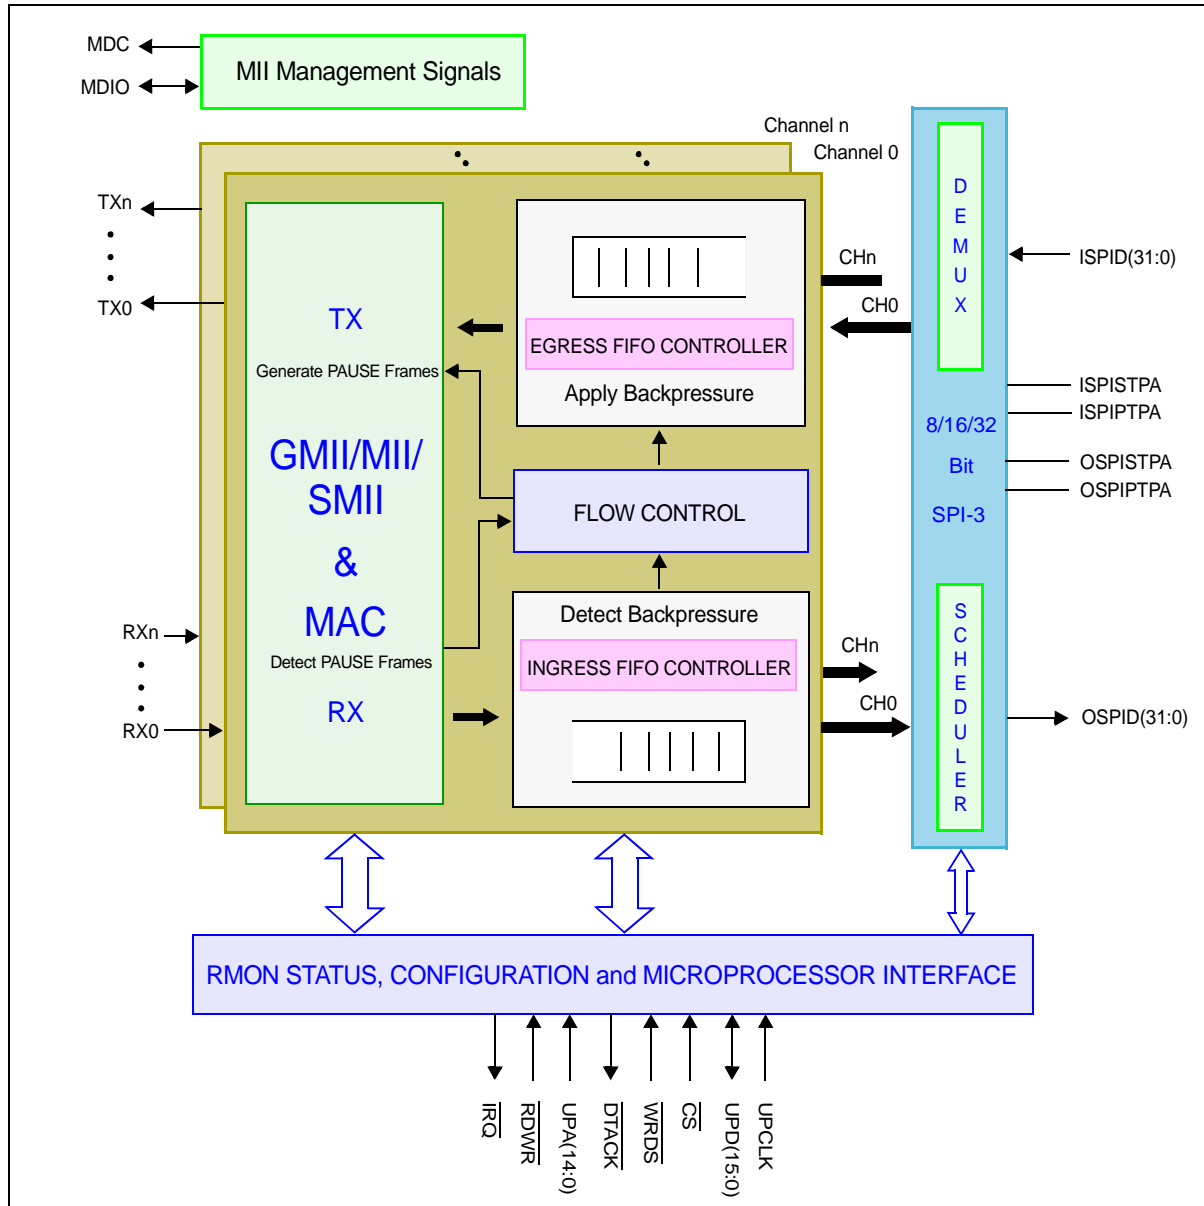 MDC
MII Management Signals
MDIO
Channel n
Channel 0
TXn
TX0
TX
Generate PAUSE Frames
GMII/MII/
SMII
&
MAC
Detect PAUSE Frames
RX
RXn
RX0
EGRESS FIFO CONTROLLER
Apply Backpressure
FLOW CONTROL
Detect Backpressure
INGRESS FIFO CONTROLLER
CHn
CH0
CHn
CH0
DEMUX
8/16/32
Bit
SPI-3
SCHEDULER
ISPID(31:0)
ISPISTPA
ISPIPTPA
OSPISTPA
OSPIPTPA
OSPID(31:0)
RMON STATUS, CONFIGURATION and MICROPROCESSOR INTERFACE
IRQ
RDWR
UPA(14:0)
DTACK
WRDS
CS
UPD(15:0)
UPCLK